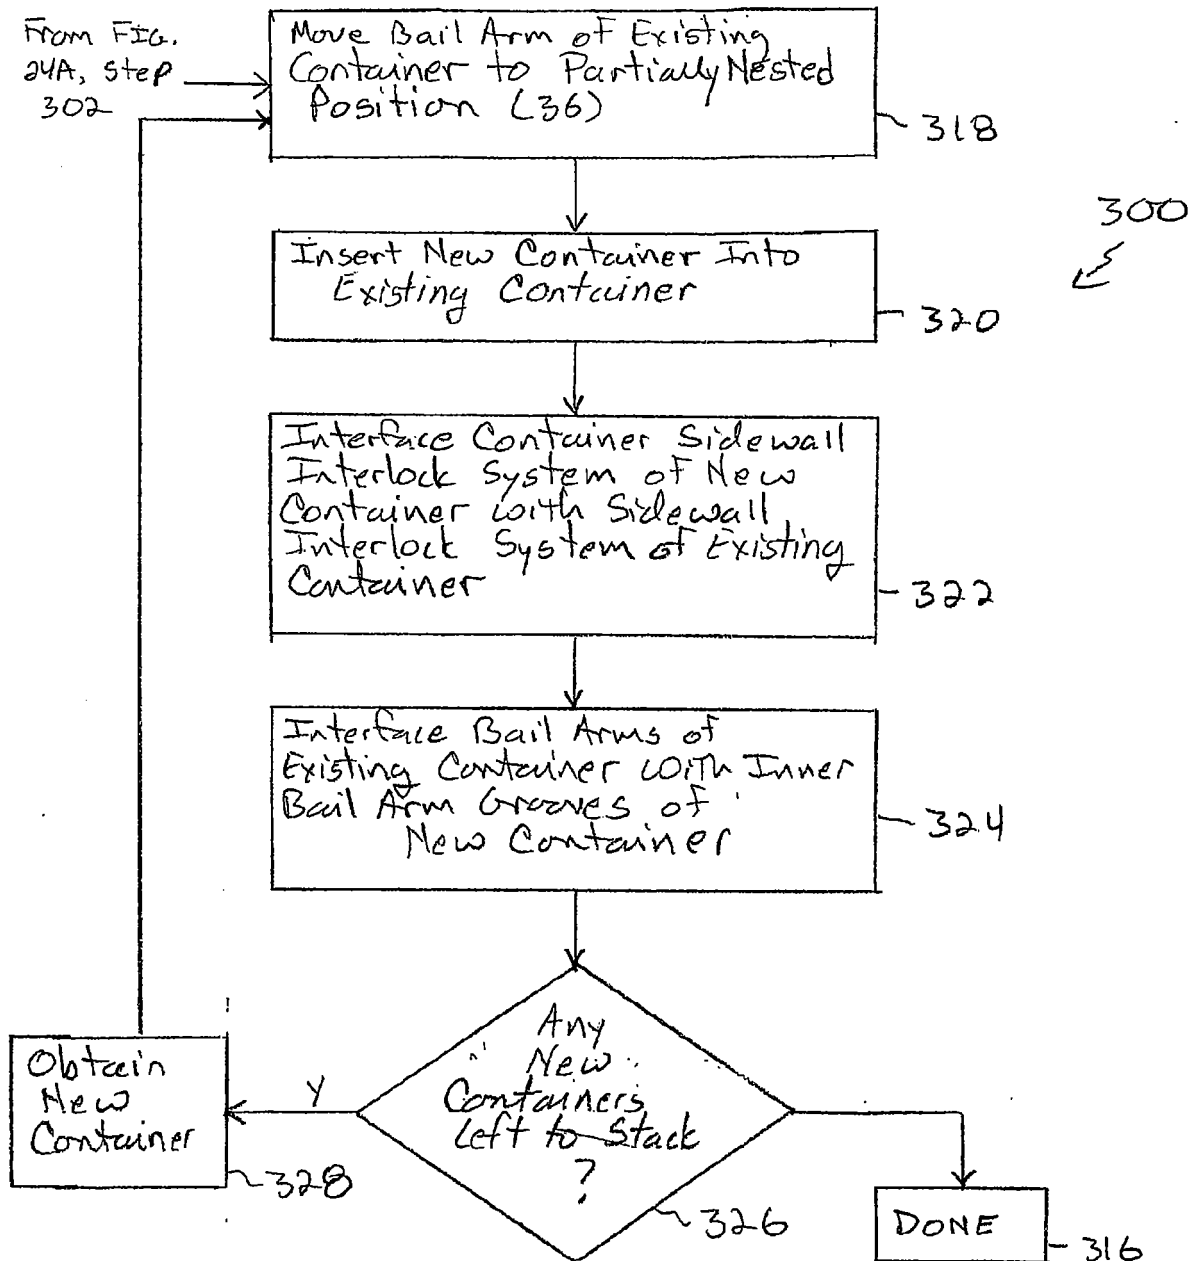 From FIG.
24A, Step
302
Move Bail Arm of Existing
Container to Partially Nested
Position (36)
318
300
Insert New Container Into
Existing Container
320
Interface Container Sidewall
Interlock System of New
Container with Sidewall
Interlock System of Existing
Container
322
Interface Bail Arms of
Existing Container with Inner
Bail Arm Grooves of
New Container
324
Any
New
Containers
Left to Stack
?
326
Y
Obtain
New
Container
328
DONE
316